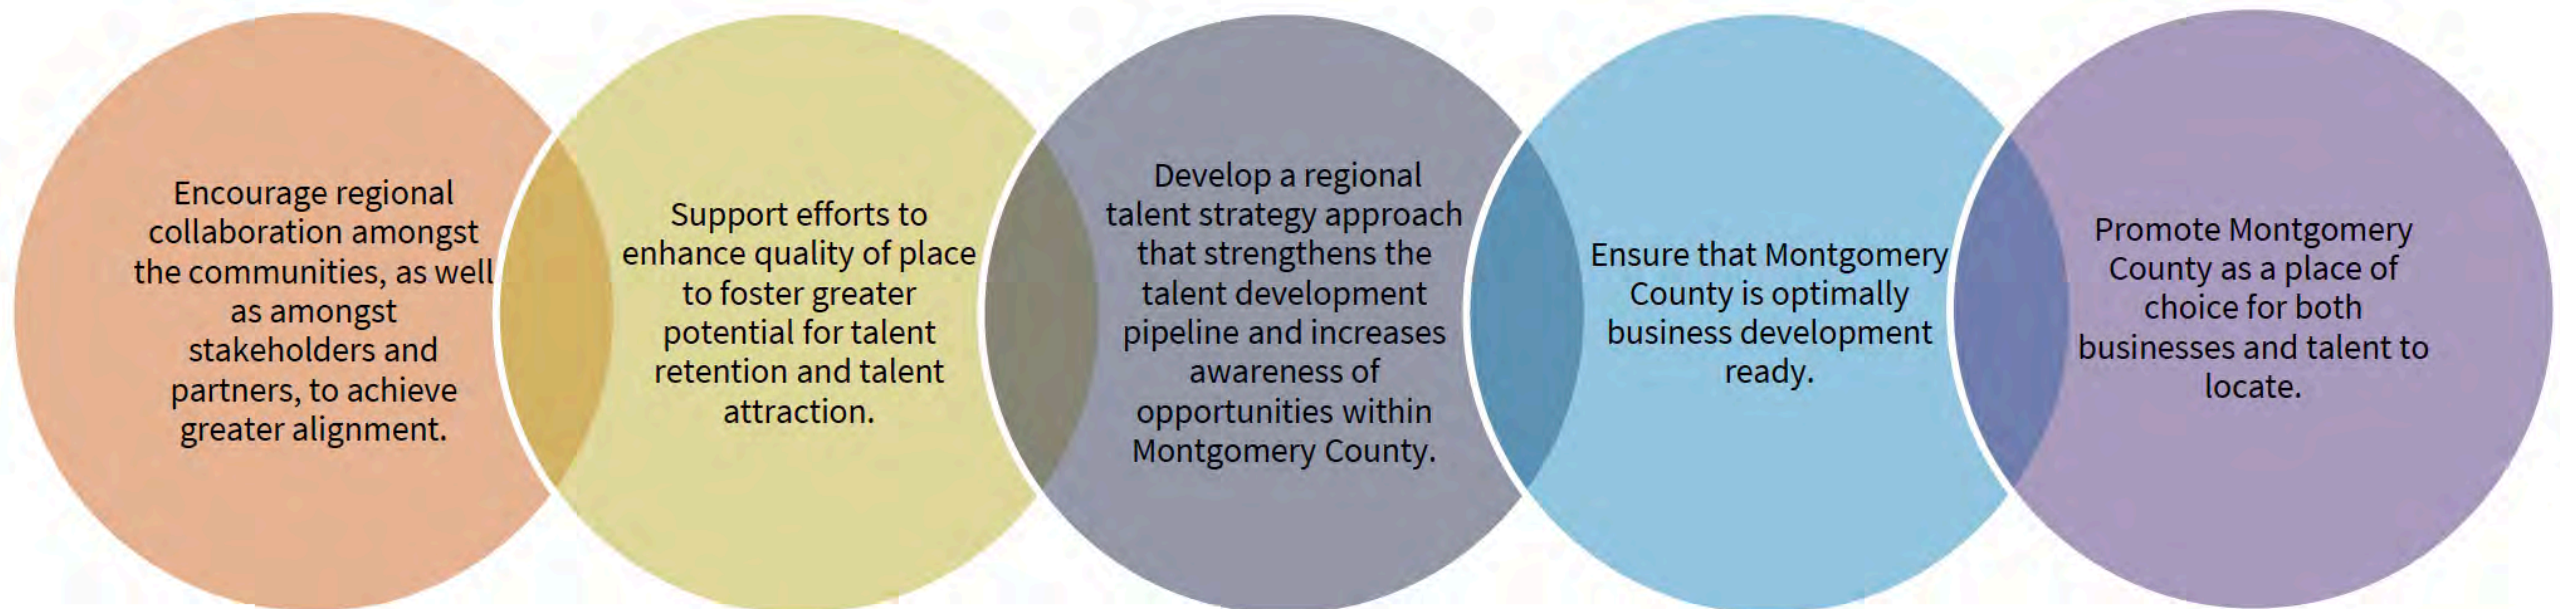 Encourage regional
collaboration amongst
the communities, as well
as amongst
stakeholders and
partners, to achieve
greater alignment.
Support efforts to
enhance quality of place
to foster greater
potential for talent
retention and talent
attraction.
Develop a regional
talent strategy approach
that strengthens the
talent development
pipeline and increases
awareness of
opportunities within
Montgomery County.
Ensure that Montgomery
County is optimally
business development
ready.
Promote Montgomery
County as a place of
choice for both
businesses and talent to
locate.